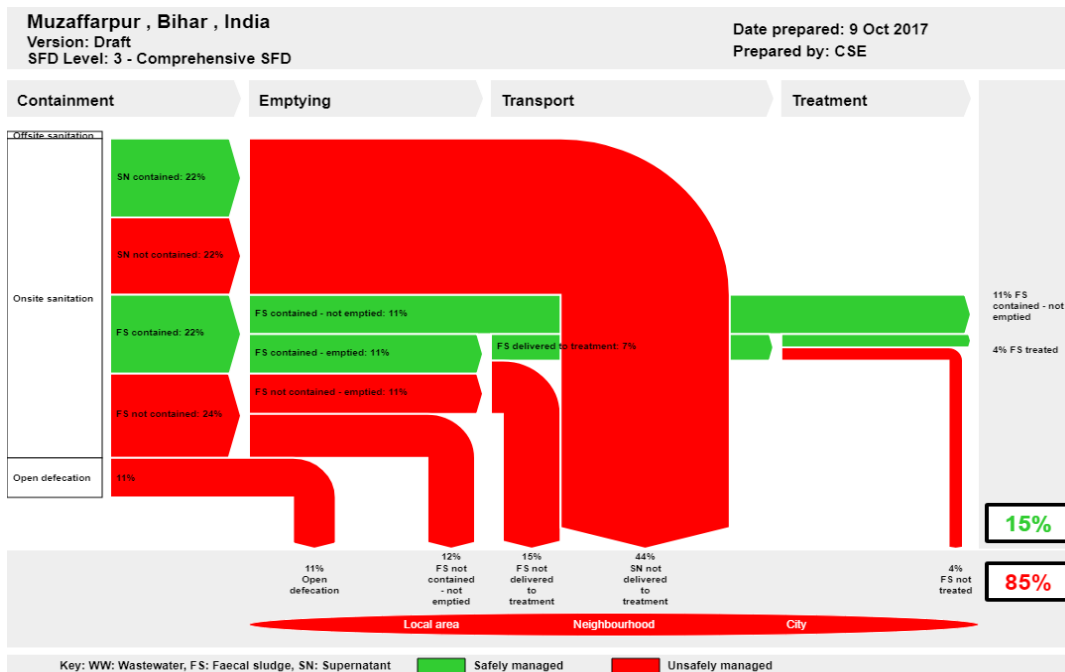 Muzaffarpur , Bihar , India
Version: Draft
SFD Level: 3 - Comprehensive SFD
Date prepared: 9 Oct 2017
Prepared by: CSE
Containment
Emptying
Transport
Treatment
Offsite sanitation
SN contained: 22%
SN not contained: 22%
Onsite sanitation
FS contained - not emptied: 11%
11% FS
contained - not
emptied
FS contained: 22%
FS contained - emptied: 11%
FS delivered to treatment: 7%
4% FS treated
FS not contained - emptied: 11%
FS not contained: 24%
Open defecation
11%
15%
11%
Open
defecation
12%
FS not
contained
- not
emptied
15%
FS not
delivered
to
treatment
44%
SN not
delivered
to
treatment
4%
FS not
treated
85%
Local area
Neighbourhood
City
Key: WW: Wastewater, FS: Faecal sludge, SN: Supernatant
Safely managed
Unsafely managed